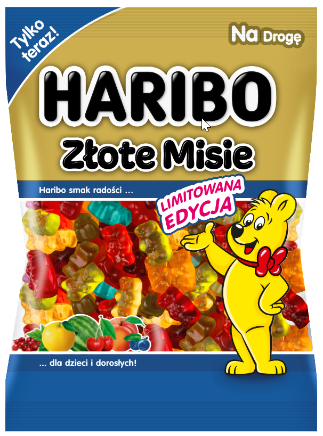 Tylko
teraz!
Na Drogę
HARIBO
Złote Misie
Haribo smak radości ...
LIMITOWANA
EDYCJA
... dla dzieci i dorosłych!